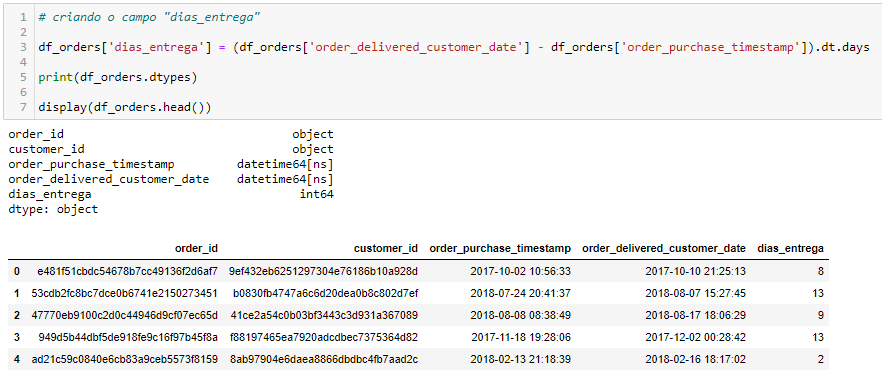 1 # criando o campo "dias_entrega"
2
3 df_orders['dias_entrega'] = (df_orders['order_delivered_customer_date'] - df_orders['order_purchase_timestamp']).dt.days
4
5 print(df_orders.dtypes)
6
7 display(df_orders.head())
order_id object
customer_id object
order_purchase_timestamp datetime64[ns]
order_delivered_customer_date datetime64[ns]
dias_entrega int64
dtype: object
order_id customer_id order_purchase_timestamp order_delivered_customer_date dias_entrega
0 e481f51cbdc54678b7cc49136f2d6af7 9ef432eb6251297304e76186b10a928d 2017-10-02 10:56:33 2017-10-10 21:25:13 8
1 53cdb2fc8bc7dce0b6741e2150273451 b0830fb4747a6c6d20dea0b8c802d7ef 2018-07-24 20:41:37 2018-08-07 15:27:45 13
2 47770eb9100c2d0c44946d9cf07ec65d 41ce2a54c0b03bf3443c3d931a367089 2018-08-08 08:38:49 2018-08-17 18:06:29 9
3 949d5b44dbf5de918fe9c16f97b45f8a f88197465ea7920adcdbec7375364d82 2017-11-18 19:28:06 2017-12-02 00:28:42 13
4 ad21c59c0840e6cb83a9ceb5573f8159 8ab97904e6daea8866dbdbc4fb7aad2c 2018-02-13 21:18:39 2018-02-16 18:17:02 2